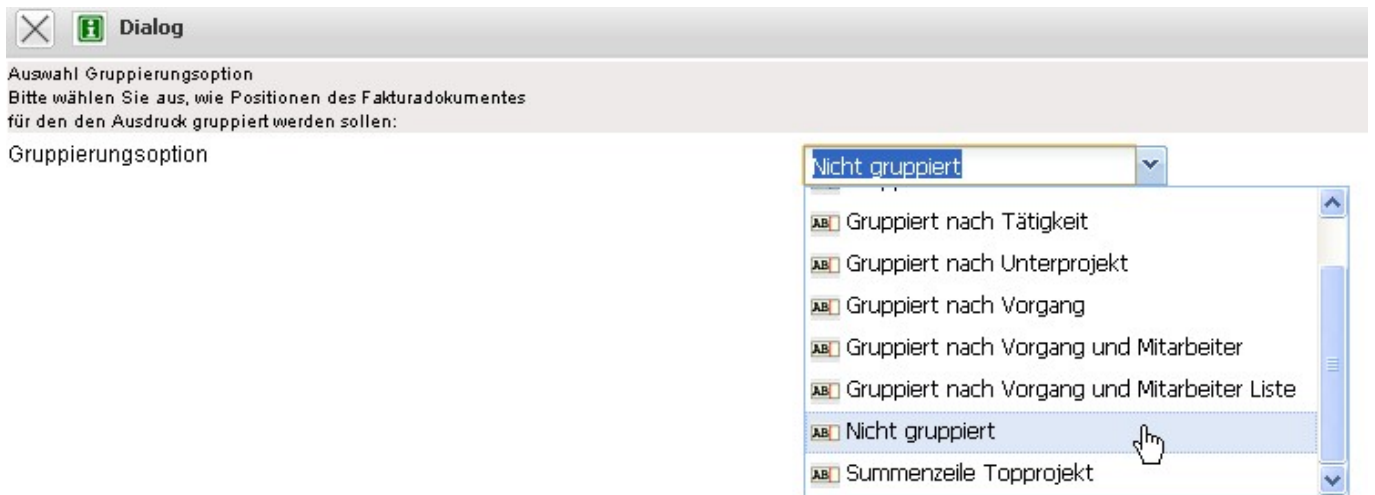 Dialog
Auswahl Gruppierungsoption
Bitte wählen Sie aus, wie Positionen des Fakturadokumentes
für den den Ausdruck gruppiert werden sollen:
Gruppierungsoption
Nicht gruppiert
Gruppiert nach Tätigkeit
Gruppiert nach Unterprojekt
Gruppiert nach Vorgang
Gruppiert nach Vorgang und Mitarbeiter
Gruppiert nach Vorgang und Mitarbeiter Liste
Nicht gruppiert
Summenzeile Topprojekt